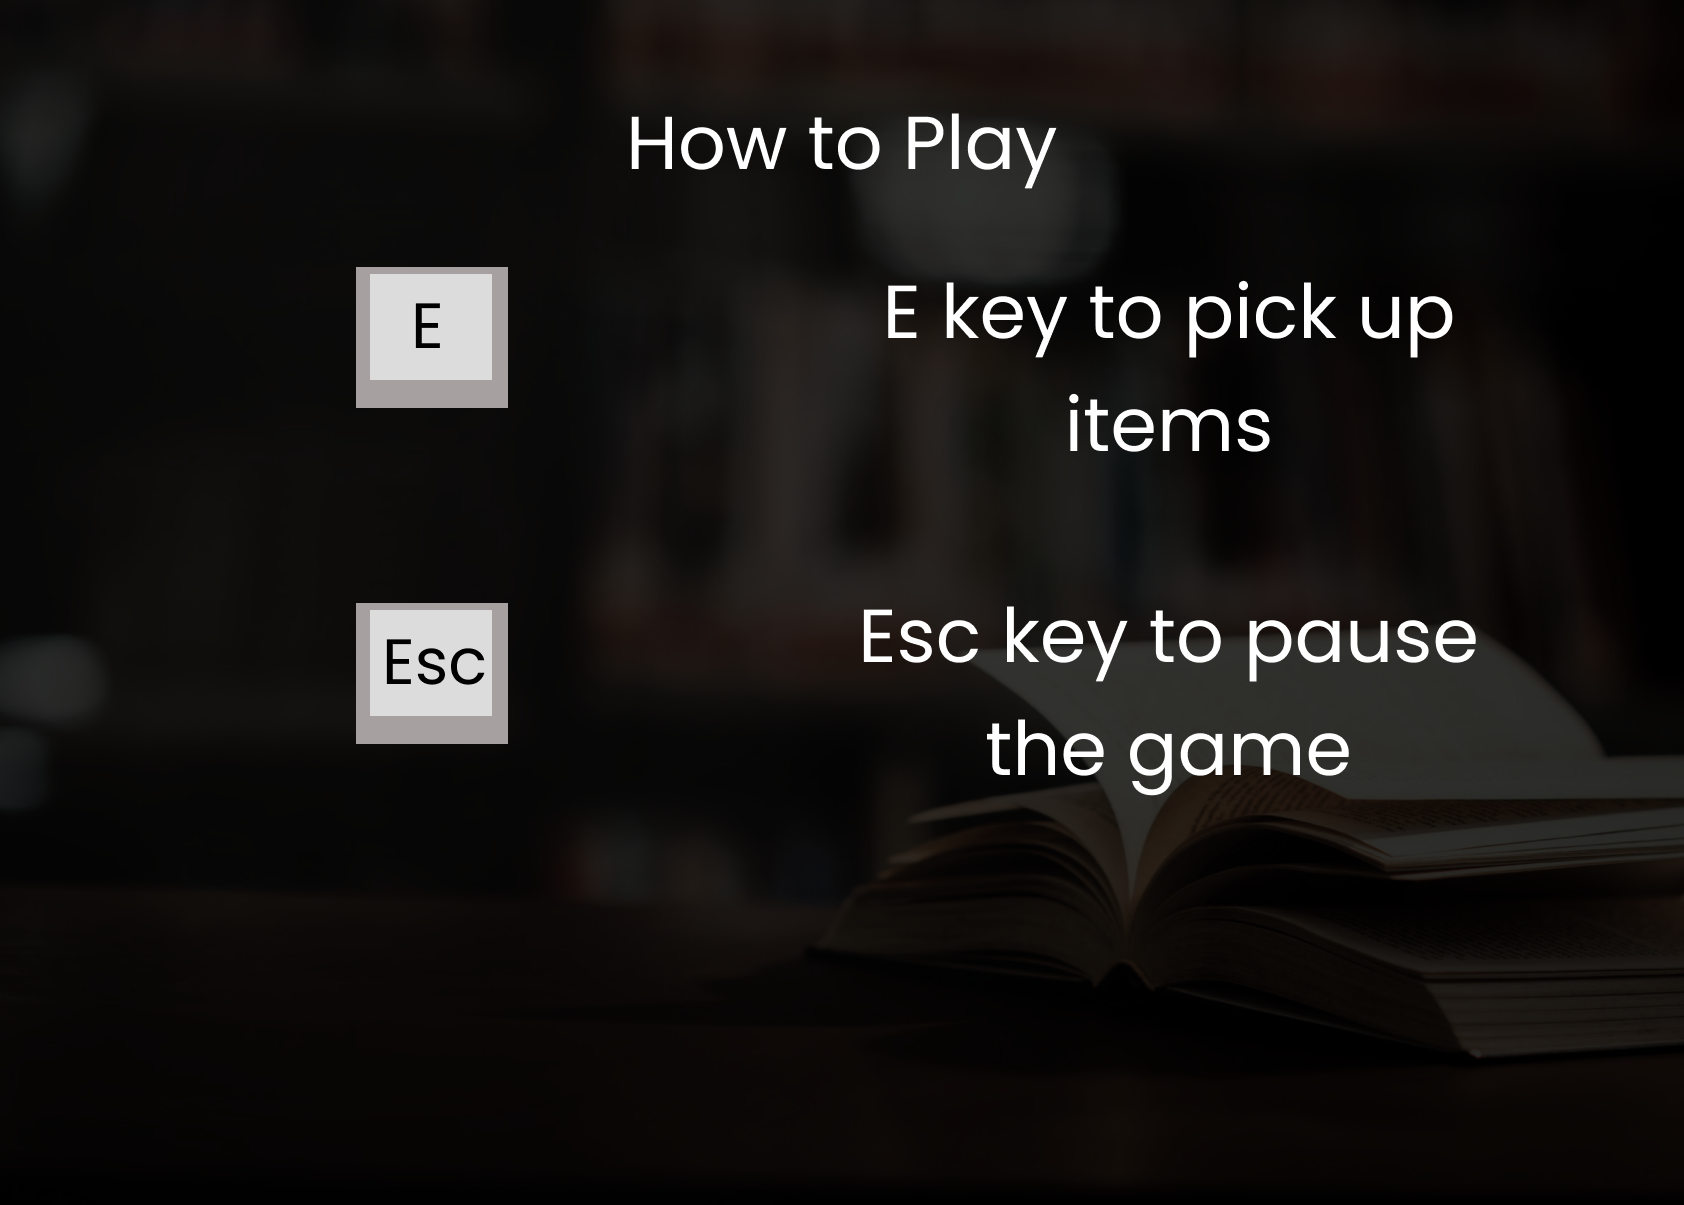 How to Play
E
E key to pick up
items
Esc
Esc key to pause
the game